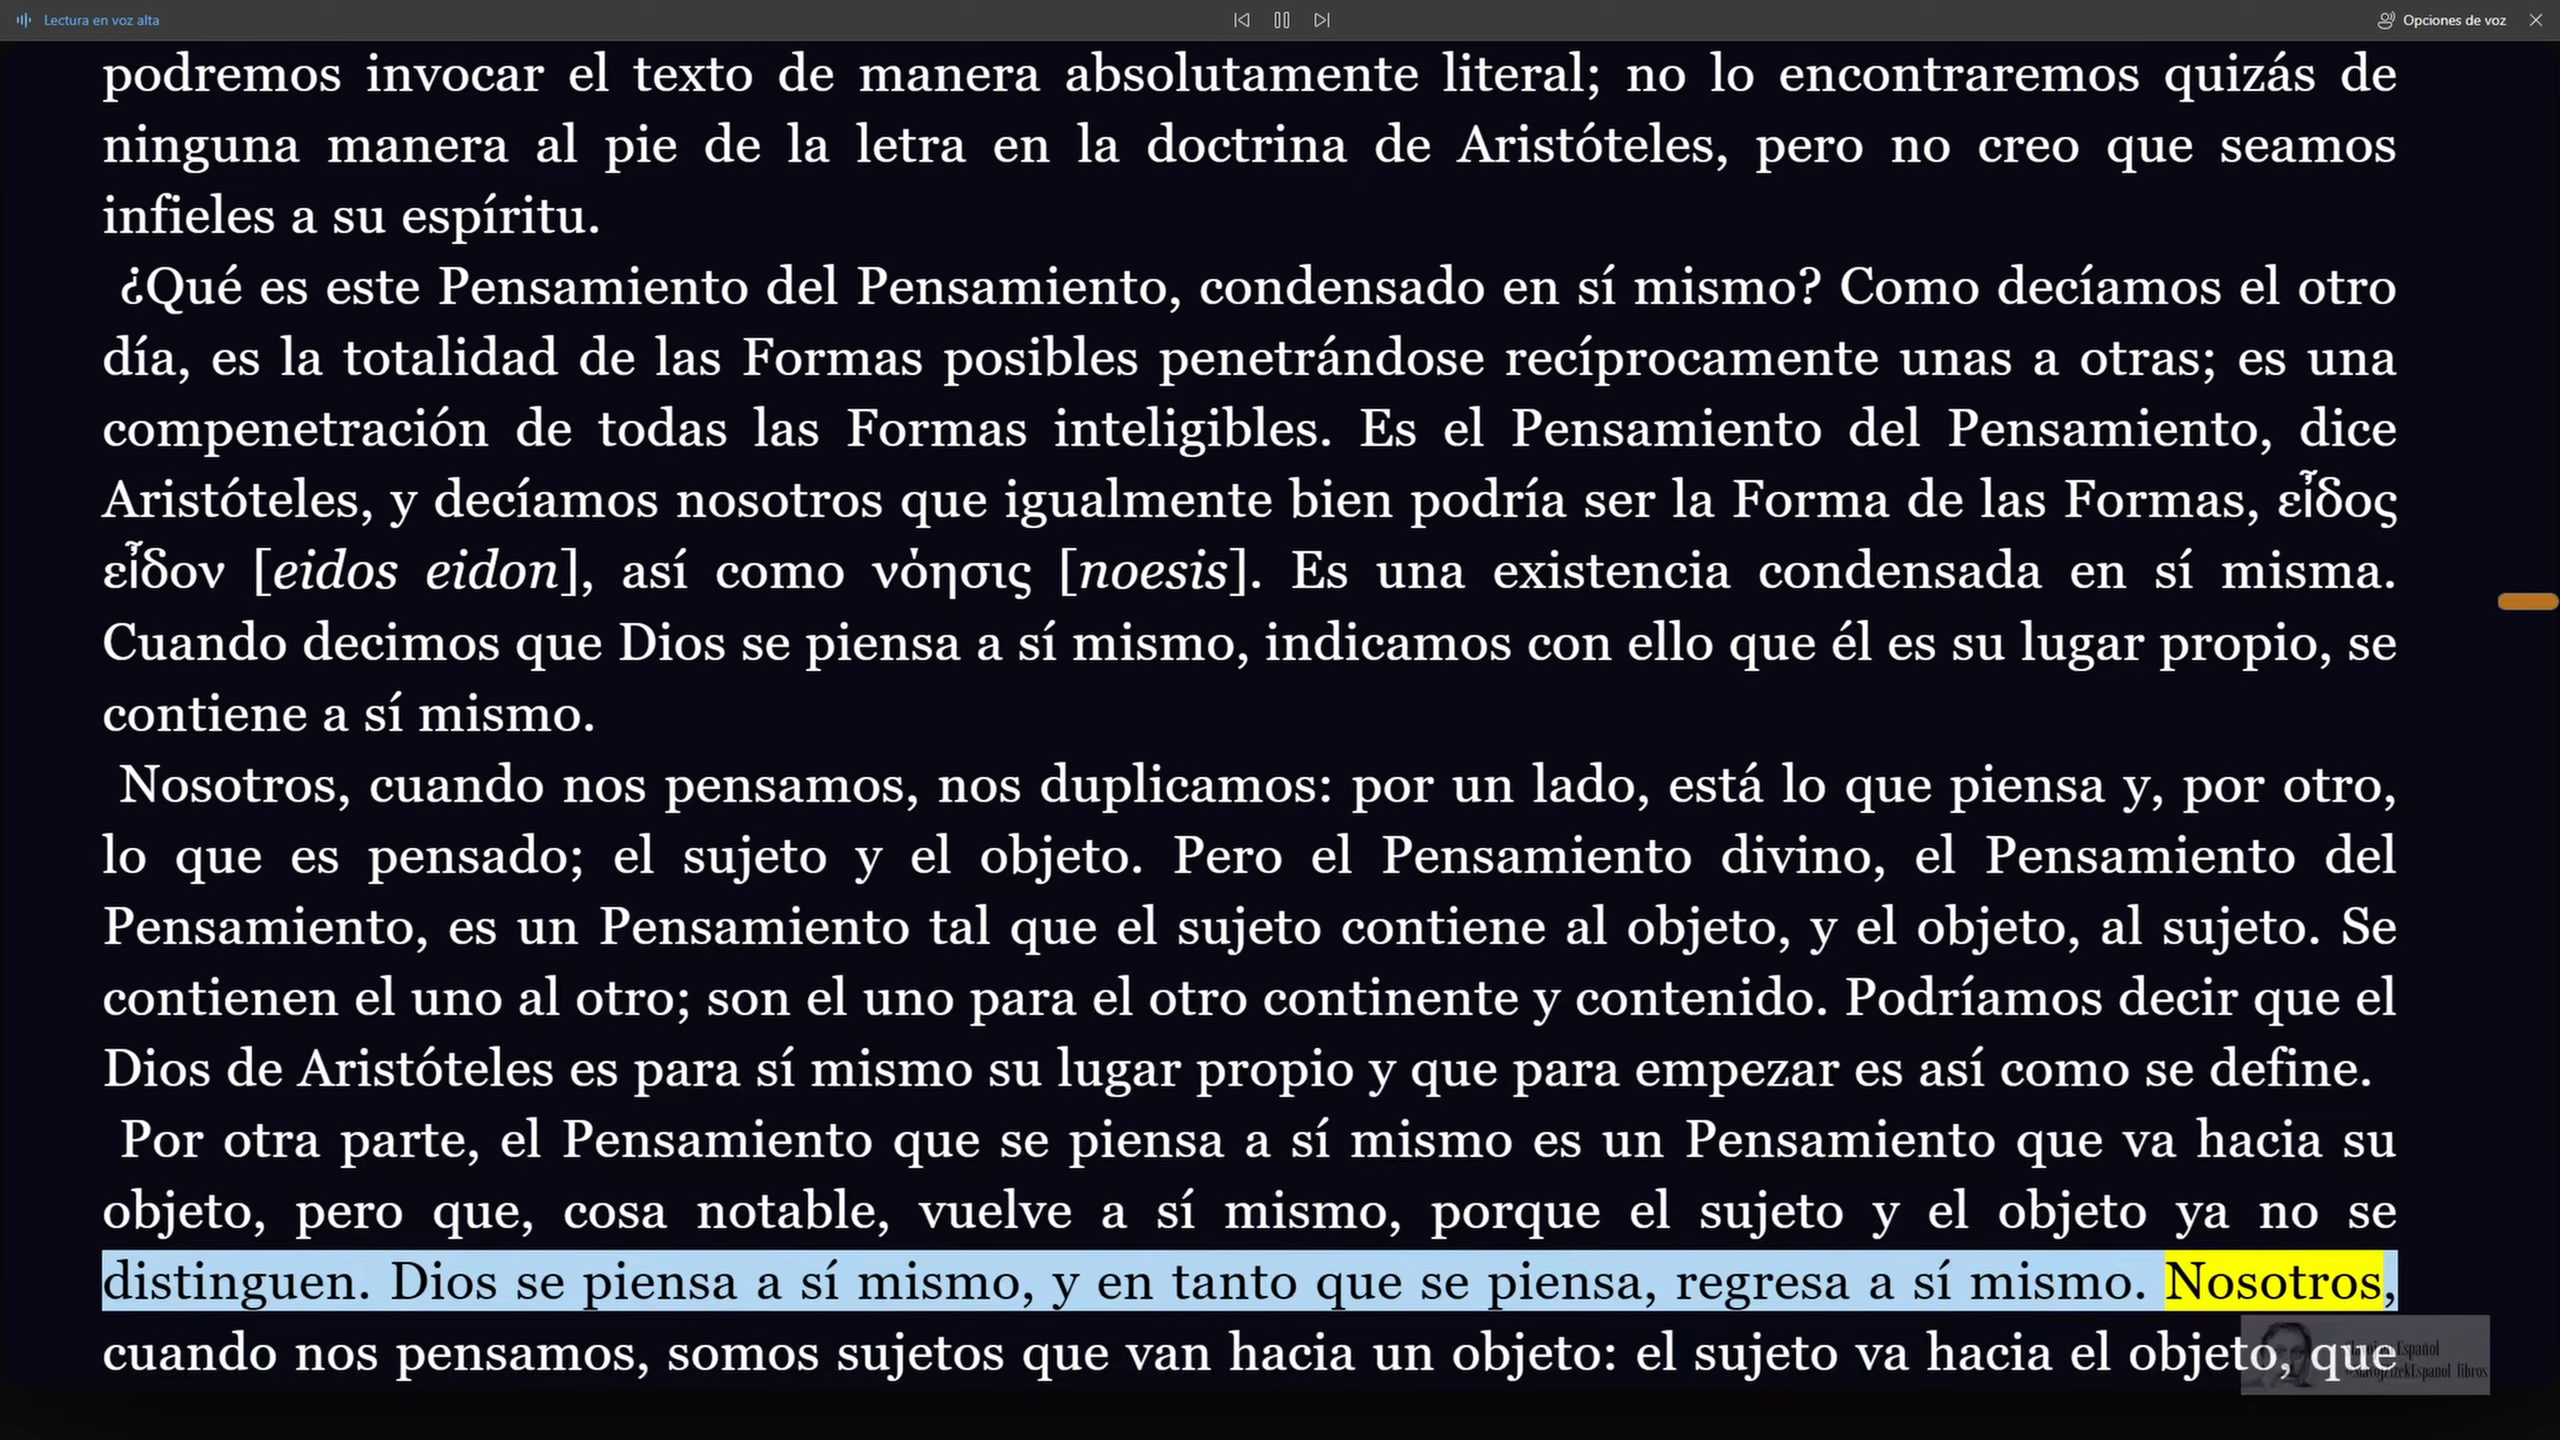 Lectura en voz alta
Opciones de voz
podremos invocar el texto de manera absolutamente literal; no lo encontraremos quizás de
ninguna manera al pie de la letra en la doctrina de Aristóteles, pero no creo que seamos
infieles a su espíritu.
¿Qué es este Pensamiento del Pensamiento, condensado en sí mismo? Como decíamos el otro
día, es la totalidad de las Formas posibles penetrándose recíprocamente unas a otras; es una
compenetración de todas las Formas inteligibles. Es el Pensamiento del Pensamiento, dice
Aristóteles, y decíamos nosotros que igualmente bien podría ser la Forma de las Formas, εἶδος
εἶδον [eidos eidon], así como νόησις [noesis]. Es una existencia condensada en sí misma.
Cuando decimos que Dios se piensa a sí mismo, indicamos con ello que él es su lugar propio, se
contiene a sí mismo.
Nosotros, cuando nos pensamos, nos duplicamos: por un lado, está lo que piensa y, por otro,
lo que es pensado; el sujeto y el objeto. Pero el Pensamiento divino, el Pensamiento del
Pensamiento, es un Pensamiento tal que el sujeto contiene al objeto, y el objeto, al sujeto. Se
contienen el uno al otro; son el uno para el otro continente y contenido. Podríamos decir que el
Dios de Aristóteles es para sí mismo su lugar propio y que para empezar es así como se define.
Por otra parte, el Pensamiento que se piensa a sí mismo es un Pensamiento que va hacia su
objeto, pero que, cosa notable, vuelve a sí mismo, porque el sujeto y el objeto ya no se
distinguen. Dios se piensa a sí mismo, y en tanto que se piensa, regresa a sí mismo. Nosotros,
cuando nos pensamos, somos sujetos que van hacia un objeto: el sujeto va hacia el objeto, que